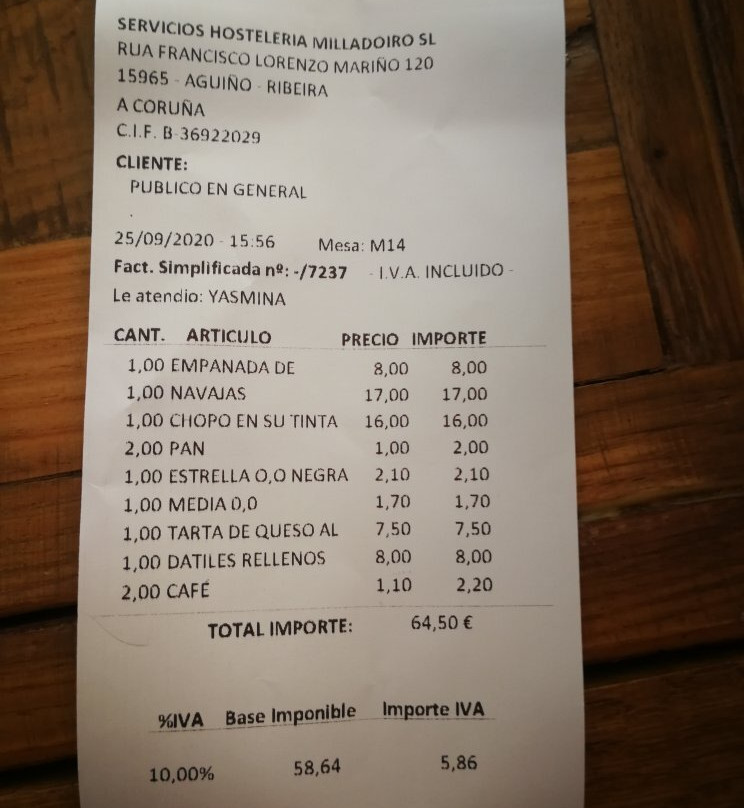 SERVICIOS HOSTELERIA MILLADOIRO SL
RUA FRANCISCO LORENZO MARIÑO 120
15965 - AGUIÑO - RIBEIRA
A CORUÑA
C.I.F. B-36922029
CLIENTE:
PUBLICO EN GENERAL
.
25/09/2020 - 15:56 Mesa: M14
Fact. Simplificada nº: -/7237 - I.V.A. INCLUIDO -
Le atendio: YASMINA
CANT. ARTICULO PRECIO IMPORTE
1,00 EMPANADA DE 8,00 8,00
1,00 NAVAJAS 17,00 17,00
1,00 CHOPO EN SU TINTA 16,00 16,00
2,00 PAN 1,00 2,00
1,00 ESTRELLA 0,0 NEGRA 2,10 2,10
1,00 MEDIA 0,0 1,70 1,70
1,00 TARTA DE QUESO AL 7,50 7,50
1,00 DATILES RELLENOS 8,00 8,00
2,00 CAFÉ 1,10 2,20
TOTAL IMPORTE: 64,50 €
%IVA Base Imponible Importe IVA
10,00% 58,64 5,86